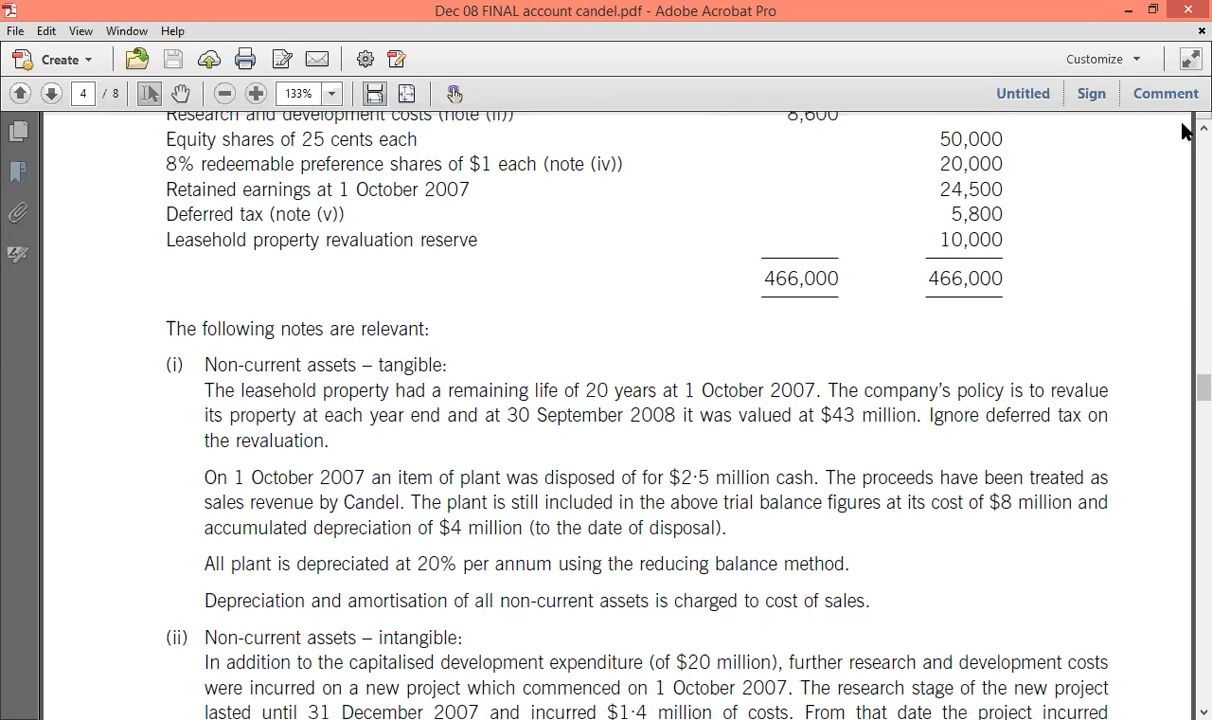 Dec 08 FINAL account candel.pdf - Adobe Acrobat Pro
File Edit View Window Help
Create Customize
4 / 8 133% Untitled Sign Comment
Research and development costs (note (ii)) 8,600
Equity shares of 25 cents each 50,000
8% redeemable preference shares of $1 each (note (iv)) 20,000
Retained earnings at 1 October 2007 24,500
Deferred tax (note (v)) 5,800
Leasehold property revaluation reserve 10,000
466,000 466,000
The following notes are relevant:
(i) Non-current assets – tangible:
The leasehold property had a remaining life of 20 years at 1 October 2007. The company's policy is to revalue
its property at each year end and at 30 September 2008 it was valued at $43 million. Ignore deferred tax on
the revaluation.
On 1 October 2007 an item of plant was disposed of for $2·5 million cash. The proceeds have been treated as
sales revenue by Candel. The plant is still included in the above trial balance figures at its cost of $8 million and
accumulated depreciation of $4 million (to the date of disposal).
All plant is depreciated at 20% per annum using the reducing balance method.
Depreciation and amortisation of all non-current assets is charged to cost of sales.
(ii) Non-current assets – intangible:
In addition to the capitalised development expenditure (of $20 million), further research and development costs
were incurred on a new project which commenced on 1 October 2007. The research stage of the new project
lasted until 31 December 2007 and incurred $1·4 million of costs. From that date the project incurred